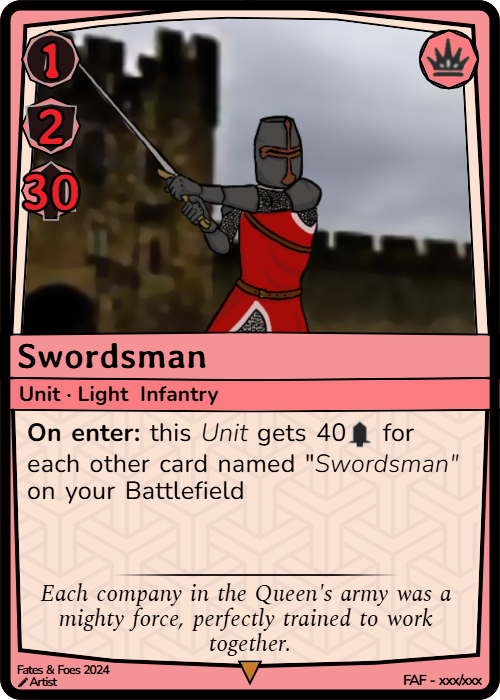 1
2
30
Swordsman
Unit · Light Infantry
On enter: this Unit gets 40 for
each other card named "Swordsman"
on your Battlefield
Each company in the Queen's army was a
mighty force, perfectly trained to work
together.
Fates & Foes 2024
Artist
FAF - xxx/xxx